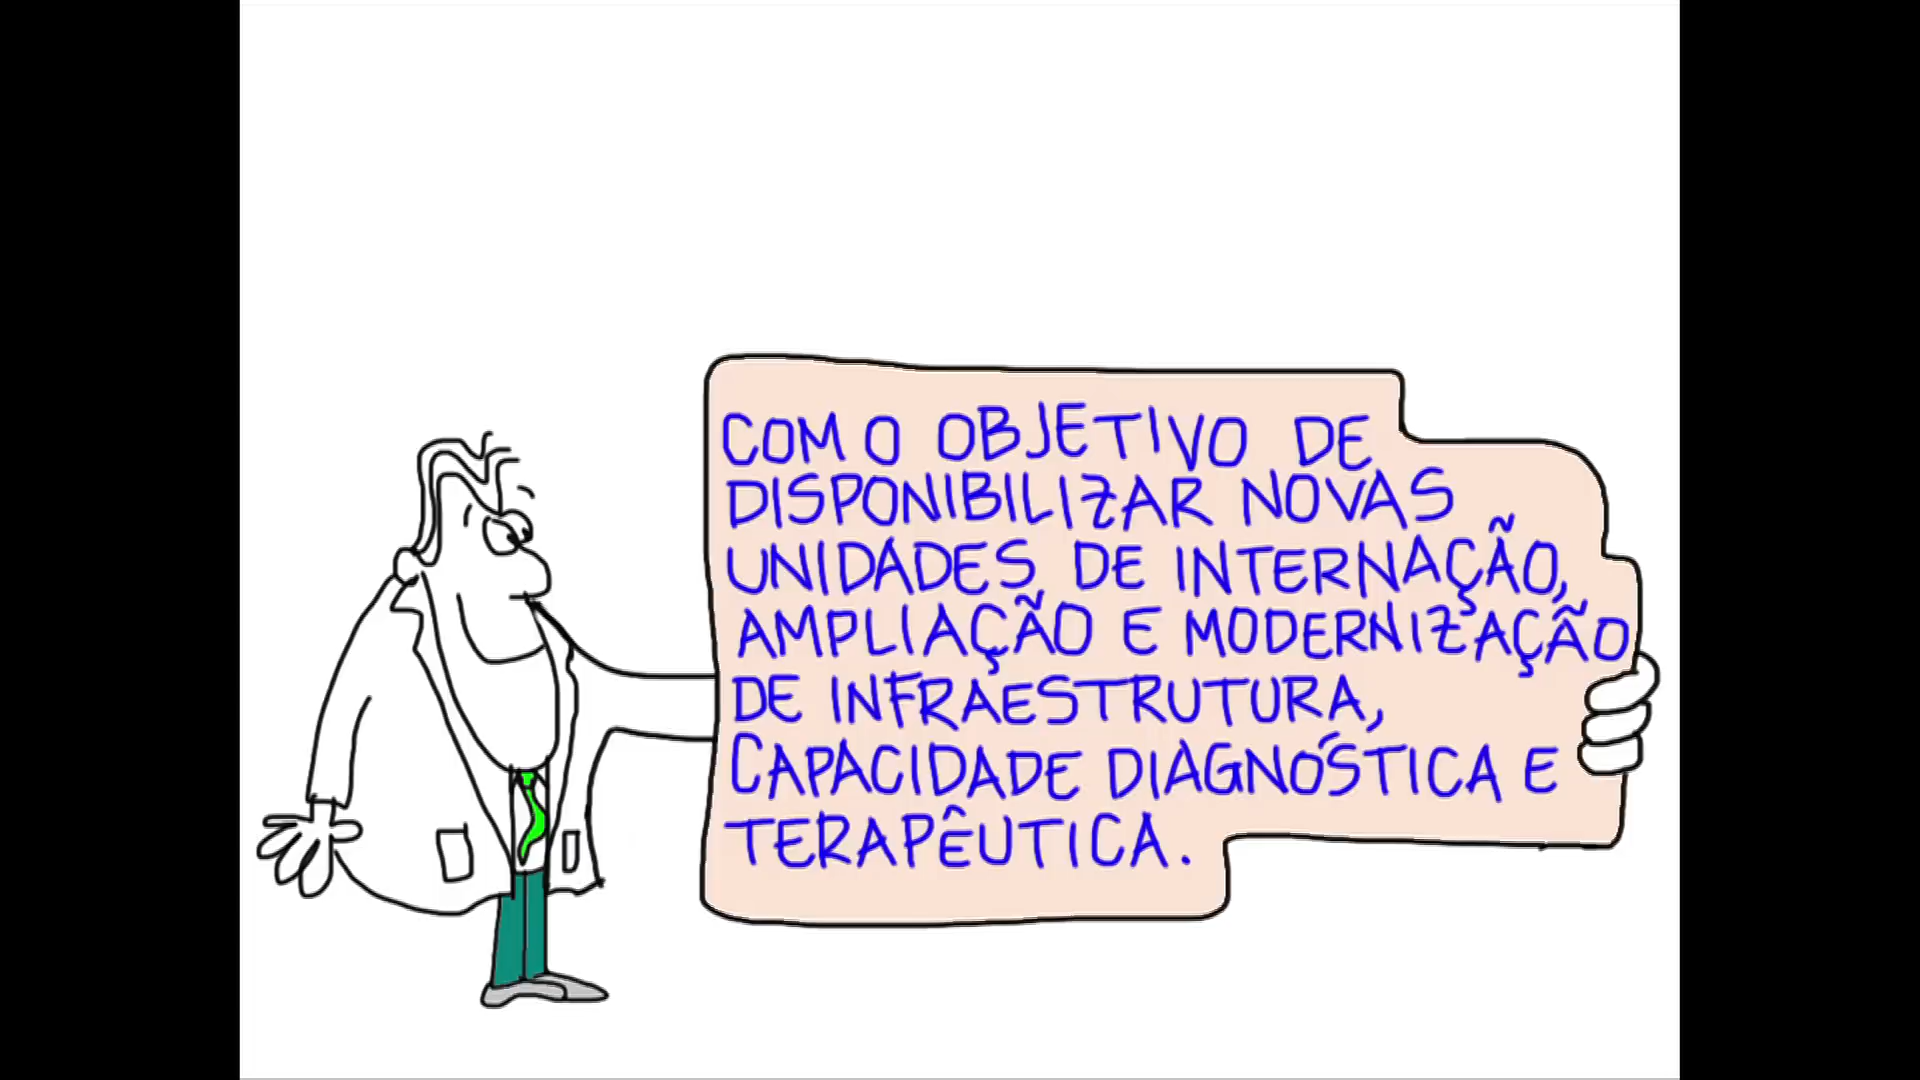 COM O OBJETIVO DE
DISPONIBILIZAR NOVAS
UNIDADES DE INTERNAÇÃO,
AMPLIAÇÃO E MODERNIZAÇÃO
DE INFRAESTRUTURA,
CAPACIDADE DIAGNÓSTICA E
TERAPÊUTICA.